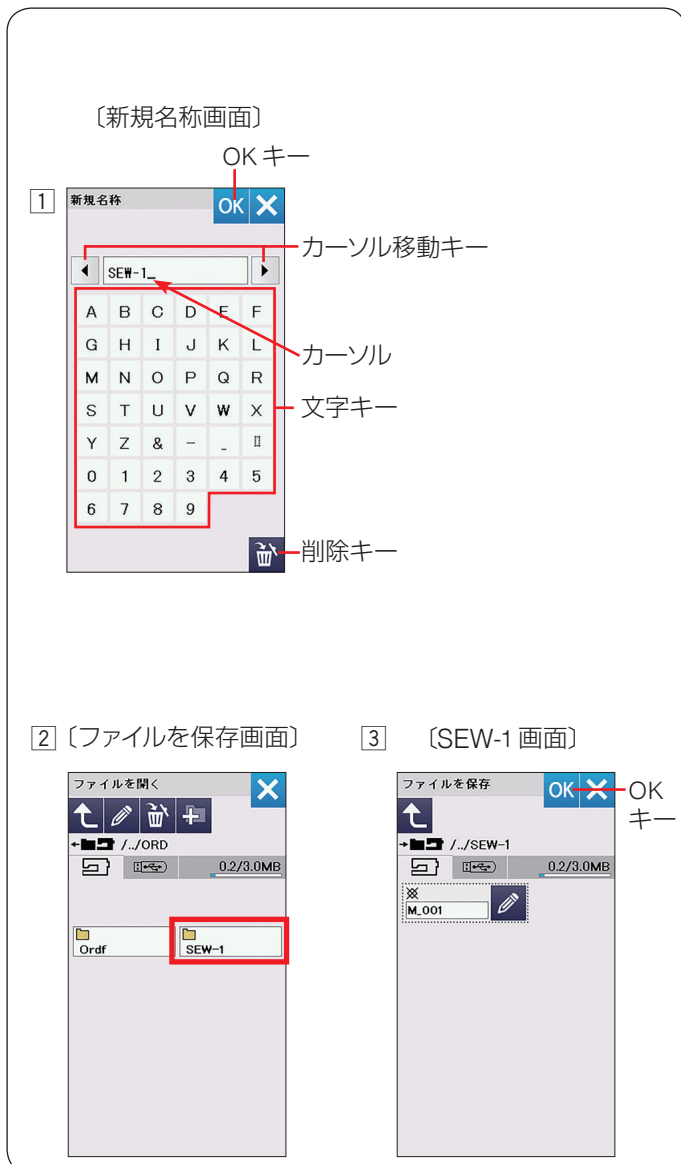 〔新規名称画面〕
OK キー
1
新規名称
OK
カーソル移動キー
SEW-1_
A B C D E F
G H I J K L
カーソル
M N O P Q R
文字キー
S T U V W X
Y Z & - _
0 1 2 3 4 5
6 7 8 9
削除キー
2 〔ファイルを保存画面〕
ファイルを開く
/../ORD
0.2/3.0MB
Ordf
SEW-1
3 〔SEW-1 画面〕
ファイルを保存
OK
OK
キー
/../SEW-1
0.2/3.0MB
M_001